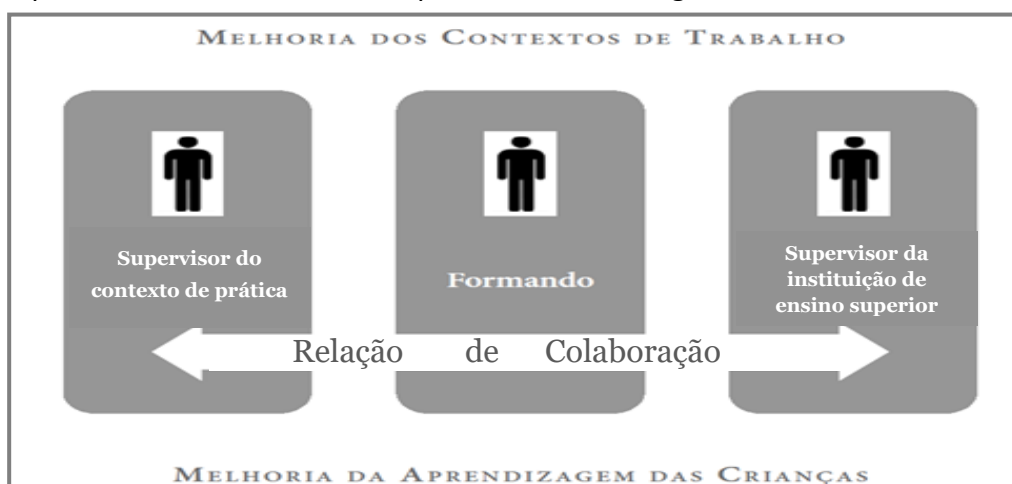 MELHORIA DOS CONTEXTOS DE TRABALHO
Supervisor do
contexto de prática
Formando
Supervisor da
instituição de
ensino superior
Relação de Colaboração
MELHORIA DA APRENDIZAGEM DAS CRIANÇAS